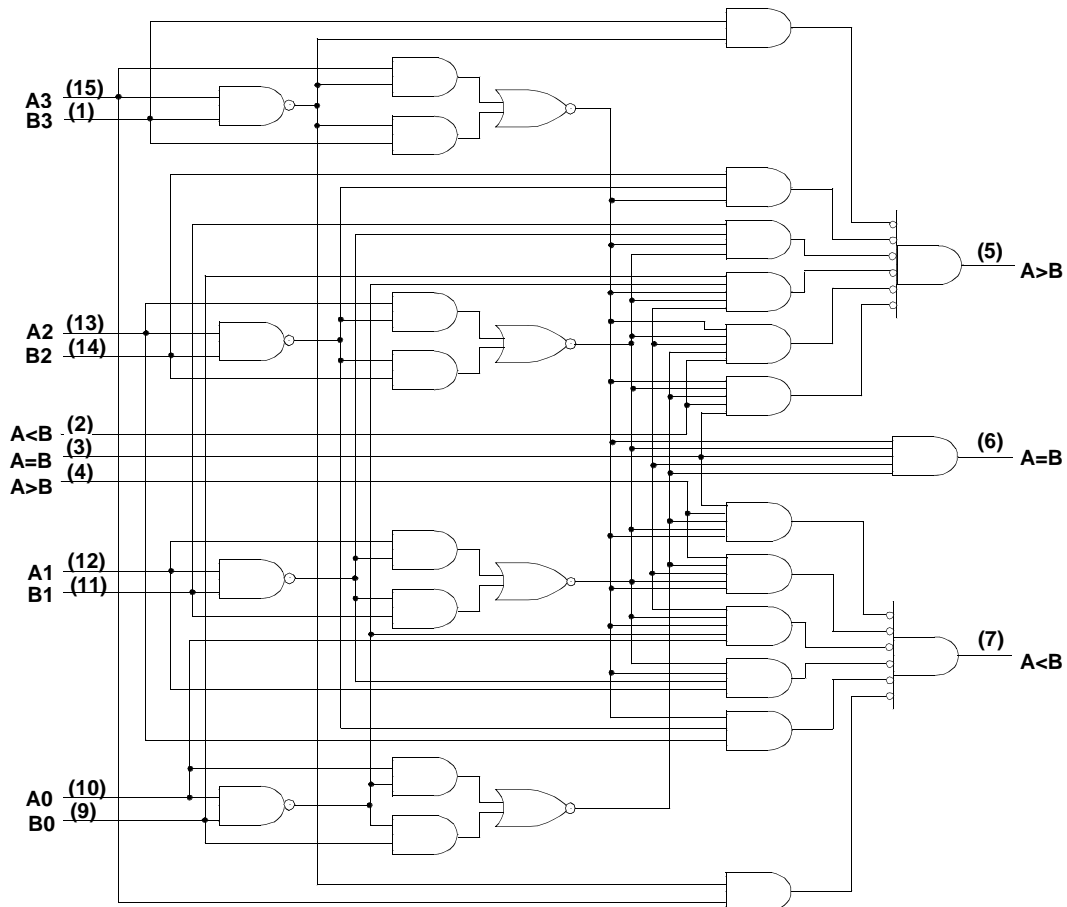 A3 (15)
B3 (1)
(5)
A>B
A2 (13)
B2 (14)
A<B (2)
A=B (3)
A>B (4)
(6)
A=B
A1 (12)
B1 (11)
(7)
A<B
A0 (10)
B0 (9)